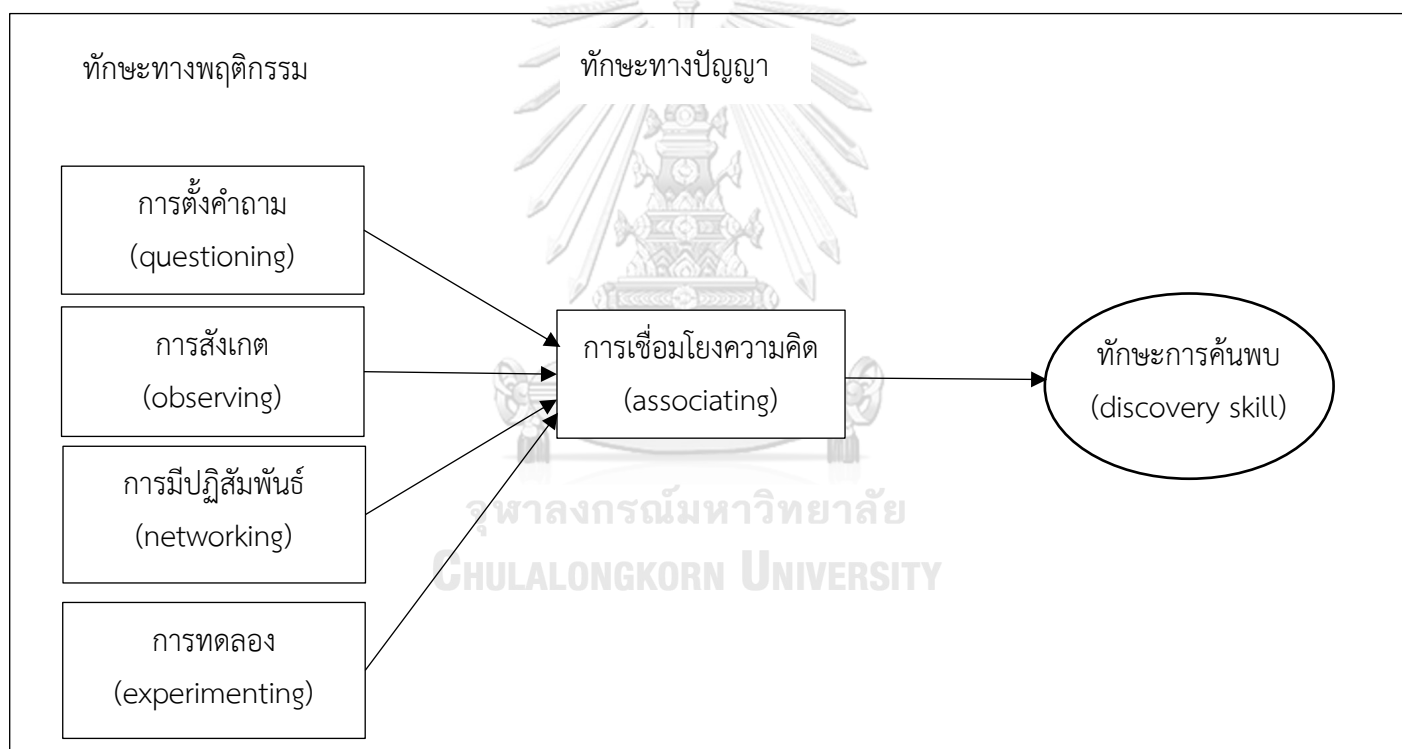 ทักษะทางพฤติกรรม
ทักษะทางปัญญา
การตั้งคำถาม
(questioning)
การสังเกต
(observing)
การมีปฏิสัมพันธ์
(networking)
การทดลอง
(experimenting)
การเชื่อมโยงความคิด
(associating)
ทักษะการค้นพบ
(discovery skill)
จุฬาลงกรณ์มหาวิทยาลัย
CHULALONGKORN UNIVERSITY